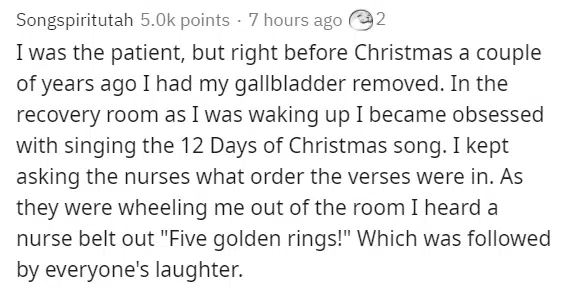 Songspiritutah 5.0k points · 7 hours ago 2
I was the patient, but right before Christmas a couple
of years ago I had my gallbladder removed. In the
recovery room as I was waking up I became obsessed
with singing the 12 Days of Christmas song. I kept
asking the nurses what order the verses were in. As
they were wheeling me out of the room I heard a
nurse belt out "Five golden rings!" Which was followed
by everyone's laughter.